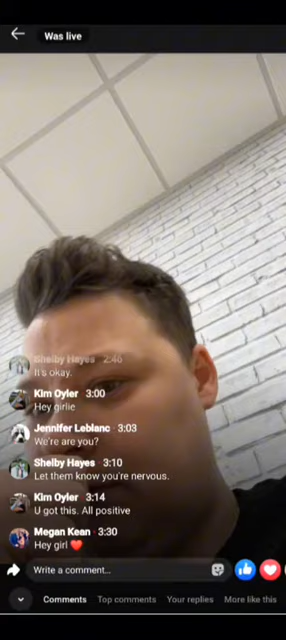 Was live
Shelby Hayes 2:46
It's okay.
Kim Oyler 3:00
Hey girlie
Jennifer Leblanc · 3:03
We're are you?
Shelby Hayes · 3:10
Let them know you're nervous.
Kim Oyler · 3:14
U got this. All positive
Megan Kean · 3:30
Hey girl ❤️
Write a comment...
Comments Top comments Your replies More like this